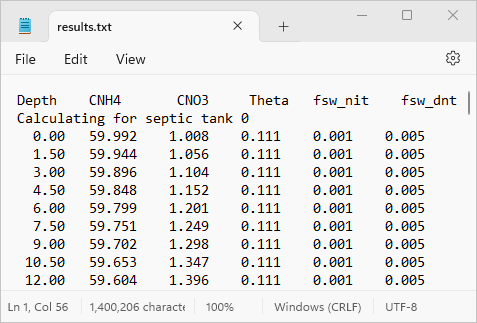 results.txt
File Edit View
Depth CNH4 CNO3 Theta fsw_nit fsw_dnt
Calculating for septic tank 0
0.00 59.992 1.008 0.111 0.001 0.005
1.50 59.944 1.056 0.111 0.001 0.005
3.00 59.896 1.104 0.111 0.001 0.005
4.50 59.848 1.152 0.111 0.001 0.005
6.00 59.799 1.201 0.111 0.001 0.005
7.50 59.751 1.249 0.111 0.001 0.005
9.00 59.702 1.298 0.111 0.001 0.005
10.50 59.653 1.347 0.111 0.001 0.005
12.00 59.604 1.396 0.111 0.001 0.005
Ln 1, Col 56 1,400,206 characte 100% Windows (CRLF) UTF-8